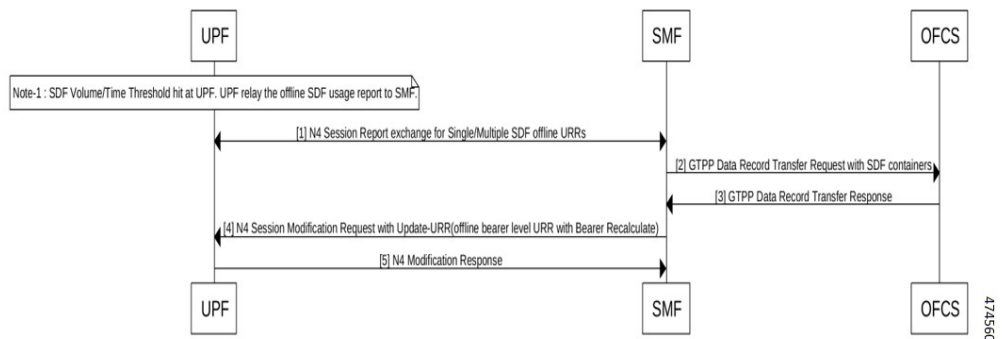 UPF
SMF
OFCS
Note-1 : SDF Volume/Time Threshold hit at UPF. UPF relay the offline SDF usage report to SMF.
[1] N4 Session Report exchange for Single/Multiple SDF offline URRs
[2] GTPP Data Record Transfer Request with SDF containers
[3] GTPP Data Record Transfer Response
[4] N4 Session Modification Request with Update-URR(offline bearer level URR with Bearer Recalculate)
[5] N4 Modification Response
UPF
SMF
OFCS
474560